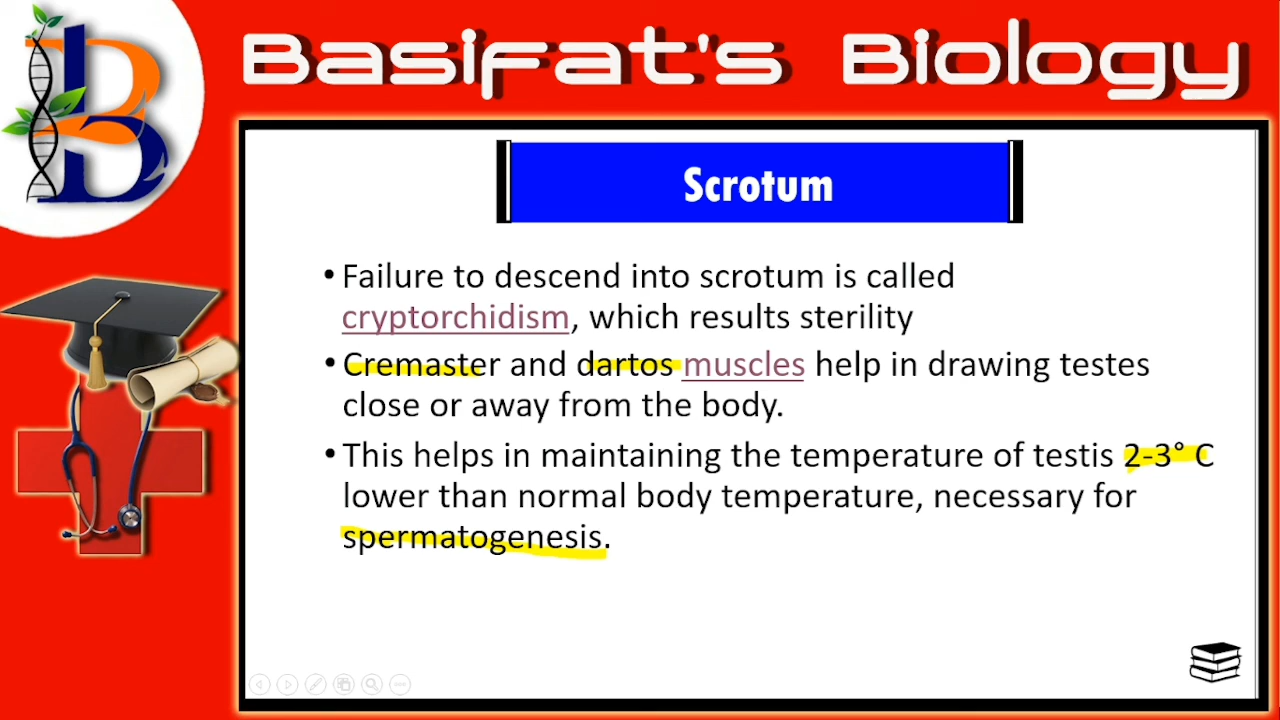 Basifat's Biology
Scrotum
• Failure to descend into scrotum is called
cryptorchidism, which results sterility
• Cremaster and dartos muscles help in drawing testes
close or away from the body.
• This helps in maintaining the temperature of testis 2-3° C
lower than normal body temperature, necessary for
spermatogenesis.